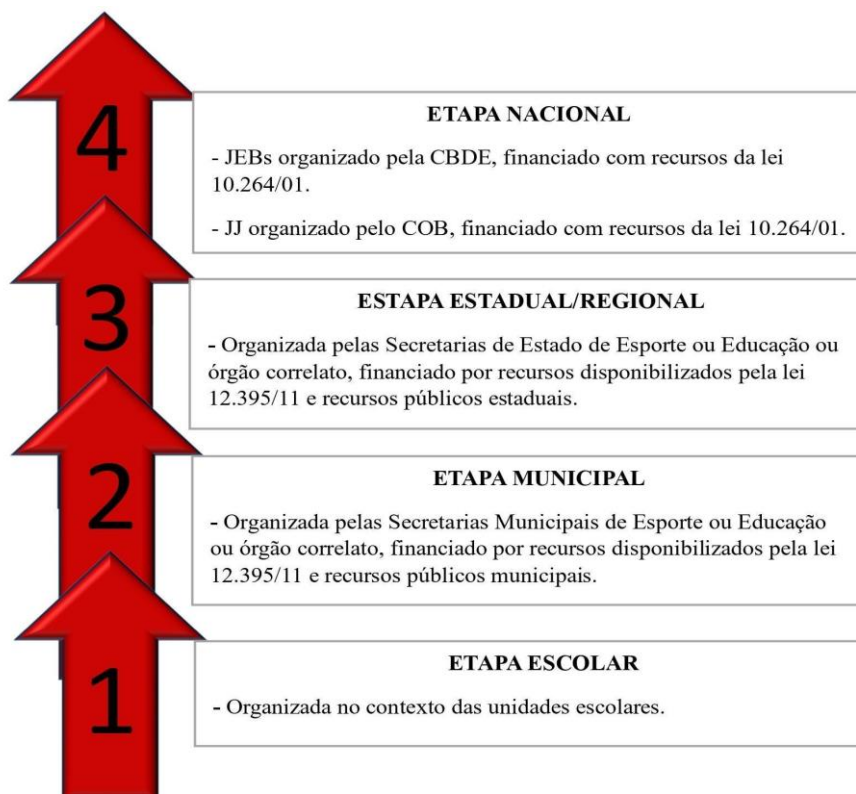 4
ETAPA NACIONAL
- JEBs organizado pela CBDE, financiado com recursos da lei
10.264/01.
- JJ organizado pelo COB, financiado com recursos da lei 10.264/01.
3
ESTAPA ESTADUAL/REGIONAL
- Organizada pelas Secretarias de Estado de Esporte ou Educação ou
órgão correlato, financiado por recursos disponibilizados pela lei
12.395/11 e recursos públicos estaduais.
2
ETAPA MUNICIPAL
- Organizada pelas Secretarias Municipais de Esporte ou Educação
ou órgão correlato, financiado por recursos disponibilizados pela lei
12.395/11 e recursos públicos municipais.
1
ETAPA ESCOLAR
- Organizada no contexto das unidades escolares.